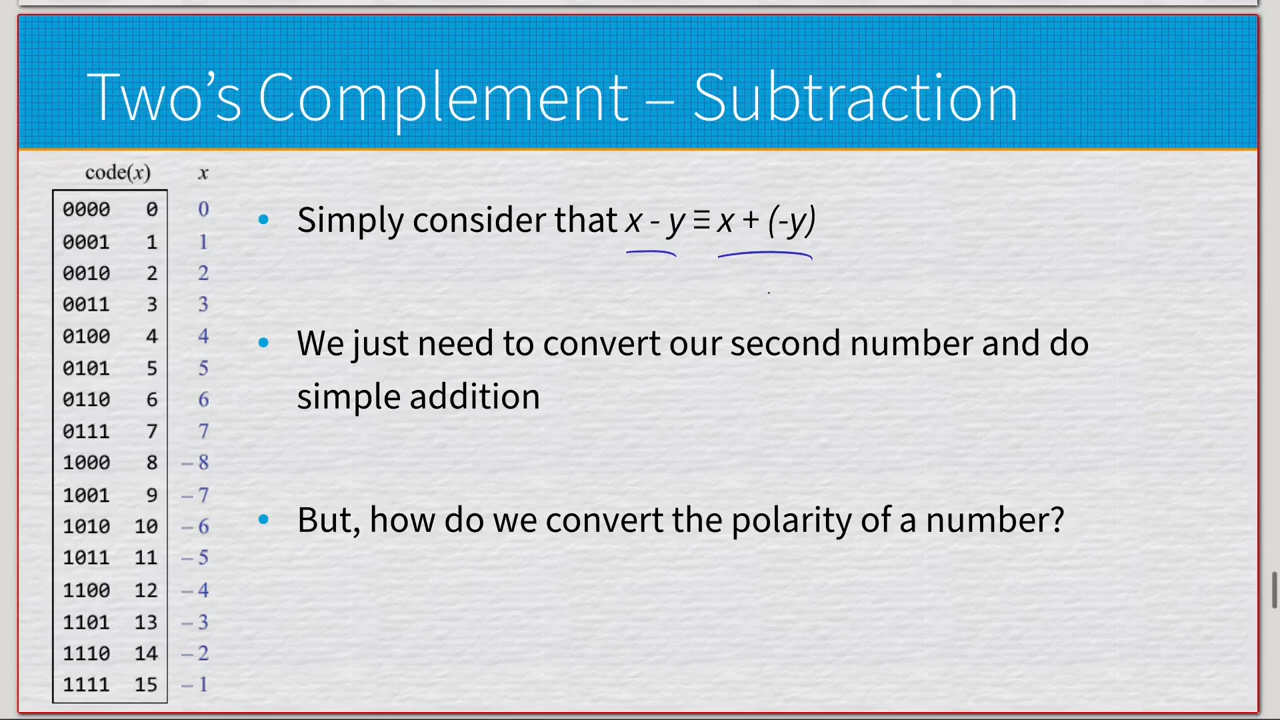 Two’s Complement – Subtraction
code(x) x
0000 0 0
0001 1 1
0010 2 2
0011 3 3
0100 4 4
0101 5 5
0110 6 6
0111 7 7
1000 8 – 8
1001 9 – 7
1010 10 – 6
1011 11 – 5
1100 12 – 4
1101 13 – 3
1110 14 – 2
1111 15 – 1
• Simply consider that x - y ≡ x + (-y)
• We just need to convert our second number and do
simple addition
• But, how do we convert the polarity of a number?